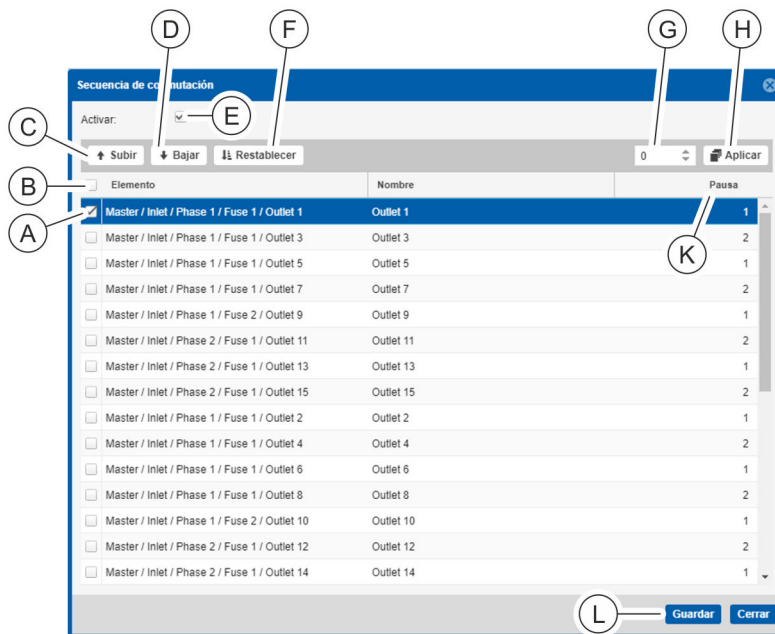 D F G H
Secuencia de conmutación
Activar: E
C Subir Bajar Restablecer 0 Aplicar
B Elemento Nombre Pausa
A Master / Inlet / Phase 1 / Fuse 1 / Outlet 1 Outlet 1 1
Master / Inlet / Phase 1 / Fuse 1 / Outlet 3 Outlet 3 2
K
Master / Inlet / Phase 1 / Fuse 1 / Outlet 5 Outlet 5 1
Master / Inlet / Phase 1 / Fuse 1 / Outlet 7 Outlet 7 2
Master / Inlet / Phase 1 / Fuse 2 / Outlet 9 Outlet 9 1
Master / Inlet / Phase 2 / Fuse 1 / Outlet 11 Outlet 11 2
Master / Inlet / Phase 2 / Fuse 1 / Outlet 13 Outlet 13 1
Master / Inlet / Phase 2 / Fuse 1 / Outlet 15 Outlet 15 2
Master / Inlet / Phase 1 / Fuse 1 / Outlet 2 Outlet 2 1
Master / Inlet / Phase 1 / Fuse 1 / Outlet 4 Outlet 4 2
Master / Inlet / Phase 1 / Fuse 1 / Outlet 6 Outlet 6 1
Master / Inlet / Phase 1 / Fuse 1 / Outlet 8 Outlet 8 2
Master / Inlet / Phase 1 / Fuse 2 / Outlet 10 Outlet 10 1
Master / Inlet / Phase 2 / Fuse 1 / Outlet 12 Outlet 12 2
Master / Inlet / Phase 2 / Fuse 1 / Outlet 14 Outlet 14 1
L Guardar Cerrar